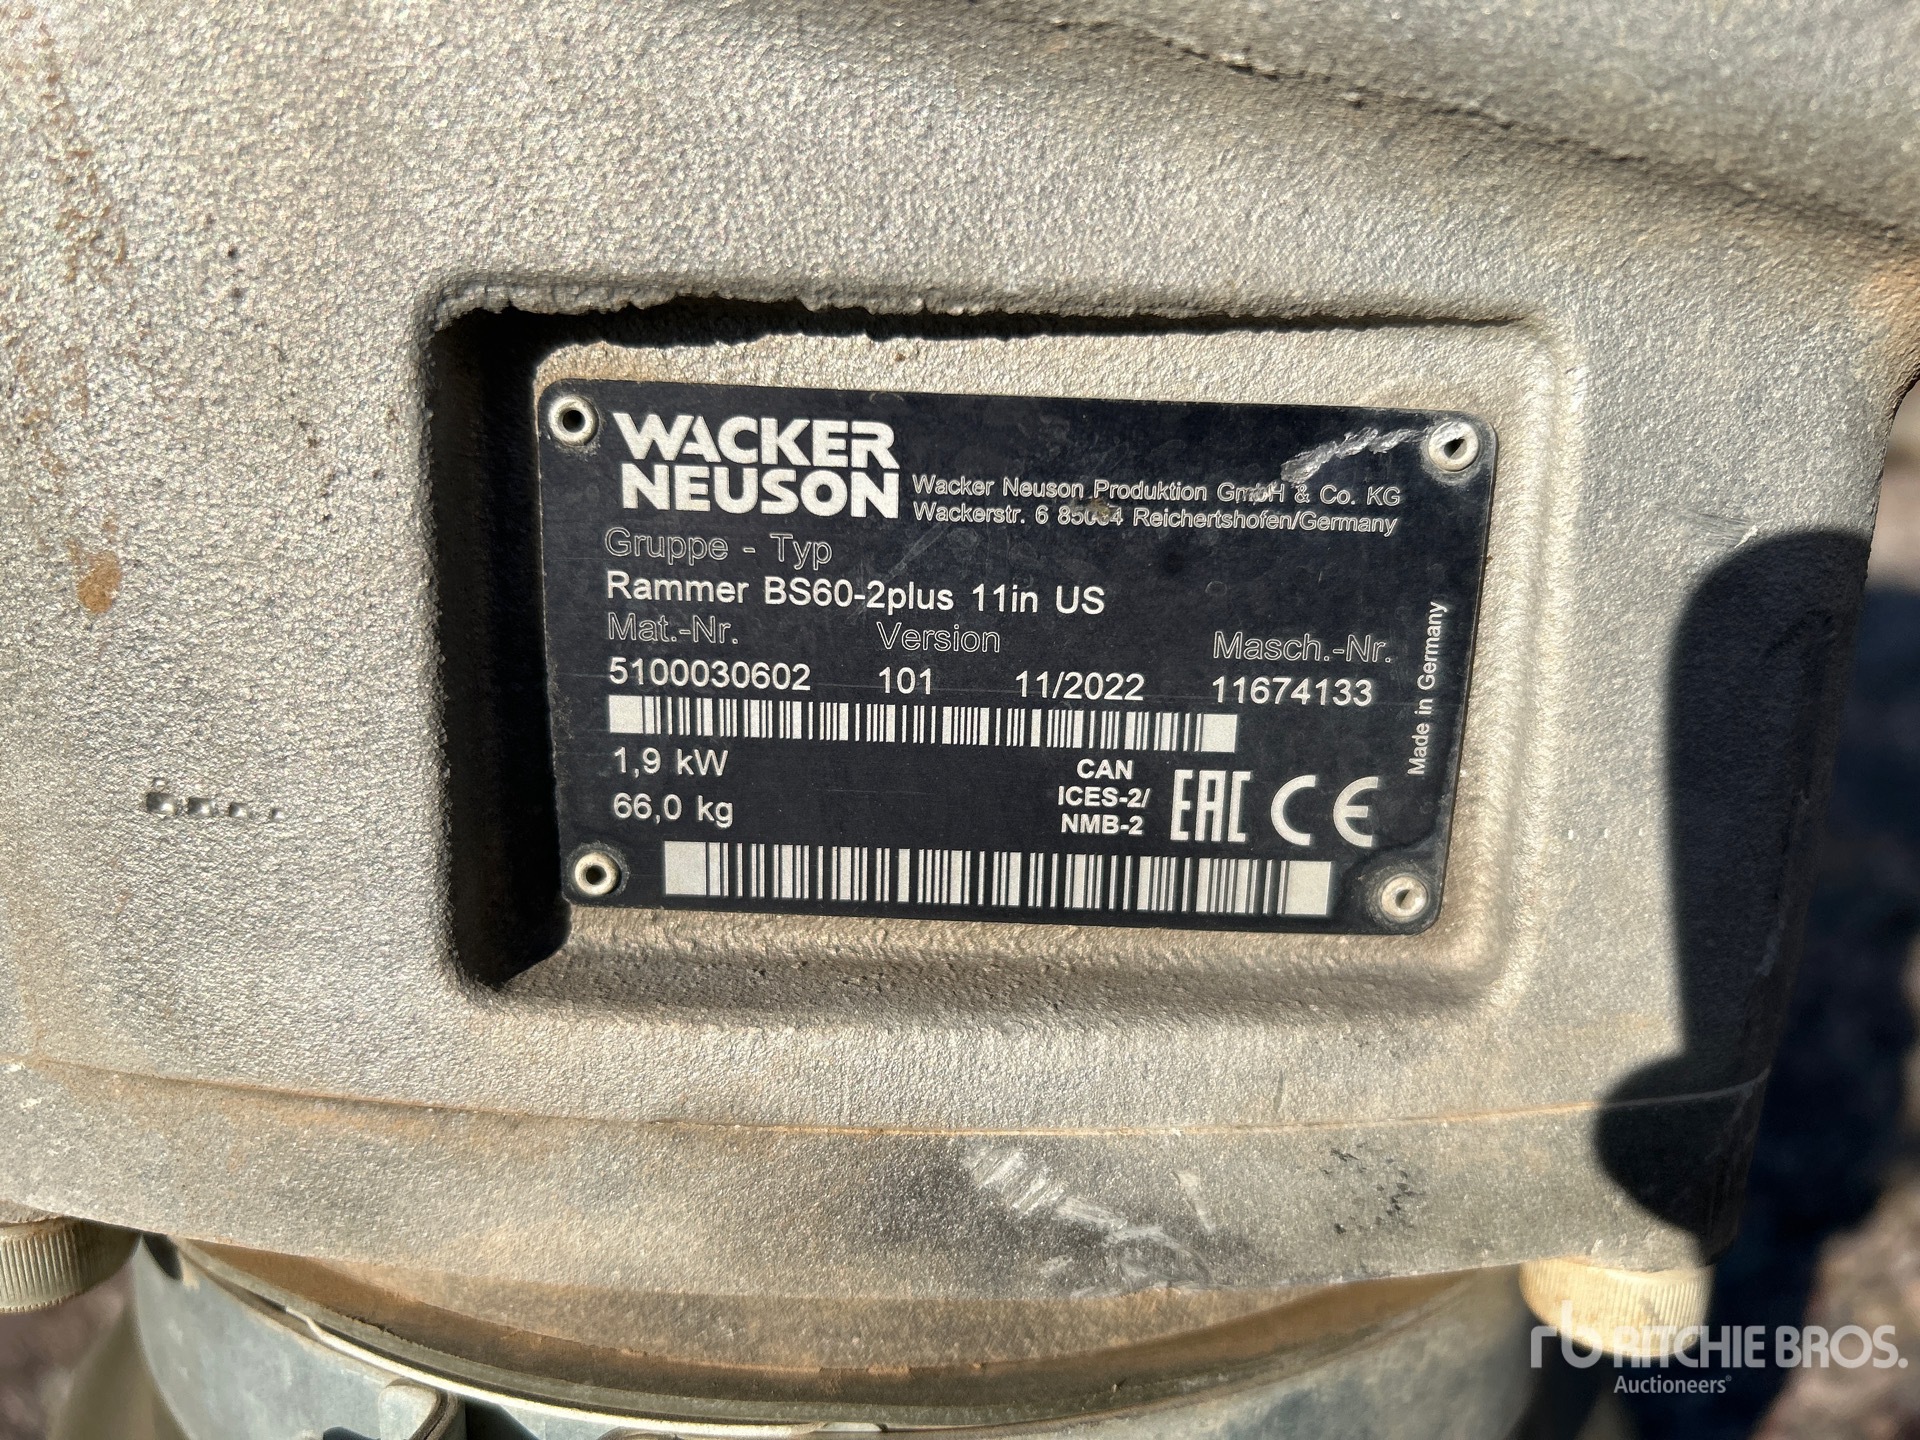 WACKER
NEUSON
Wacker Neuson Produktion GmbH & Co. KG
Wackerstr. 6 85084 Reichertshofen/Germany
Gruppe - Typ
Rammer BS60-2plus 11in US
Mat.-Nr. Version Masch.-Nr.
5100030602 101 11/2022 11674133
1,9 kW
66,0 kg
CAN
ICES-2/
NMB-2
EAC CE
Made in Germany
rb RITCHIE BROS.
Auctioneers®